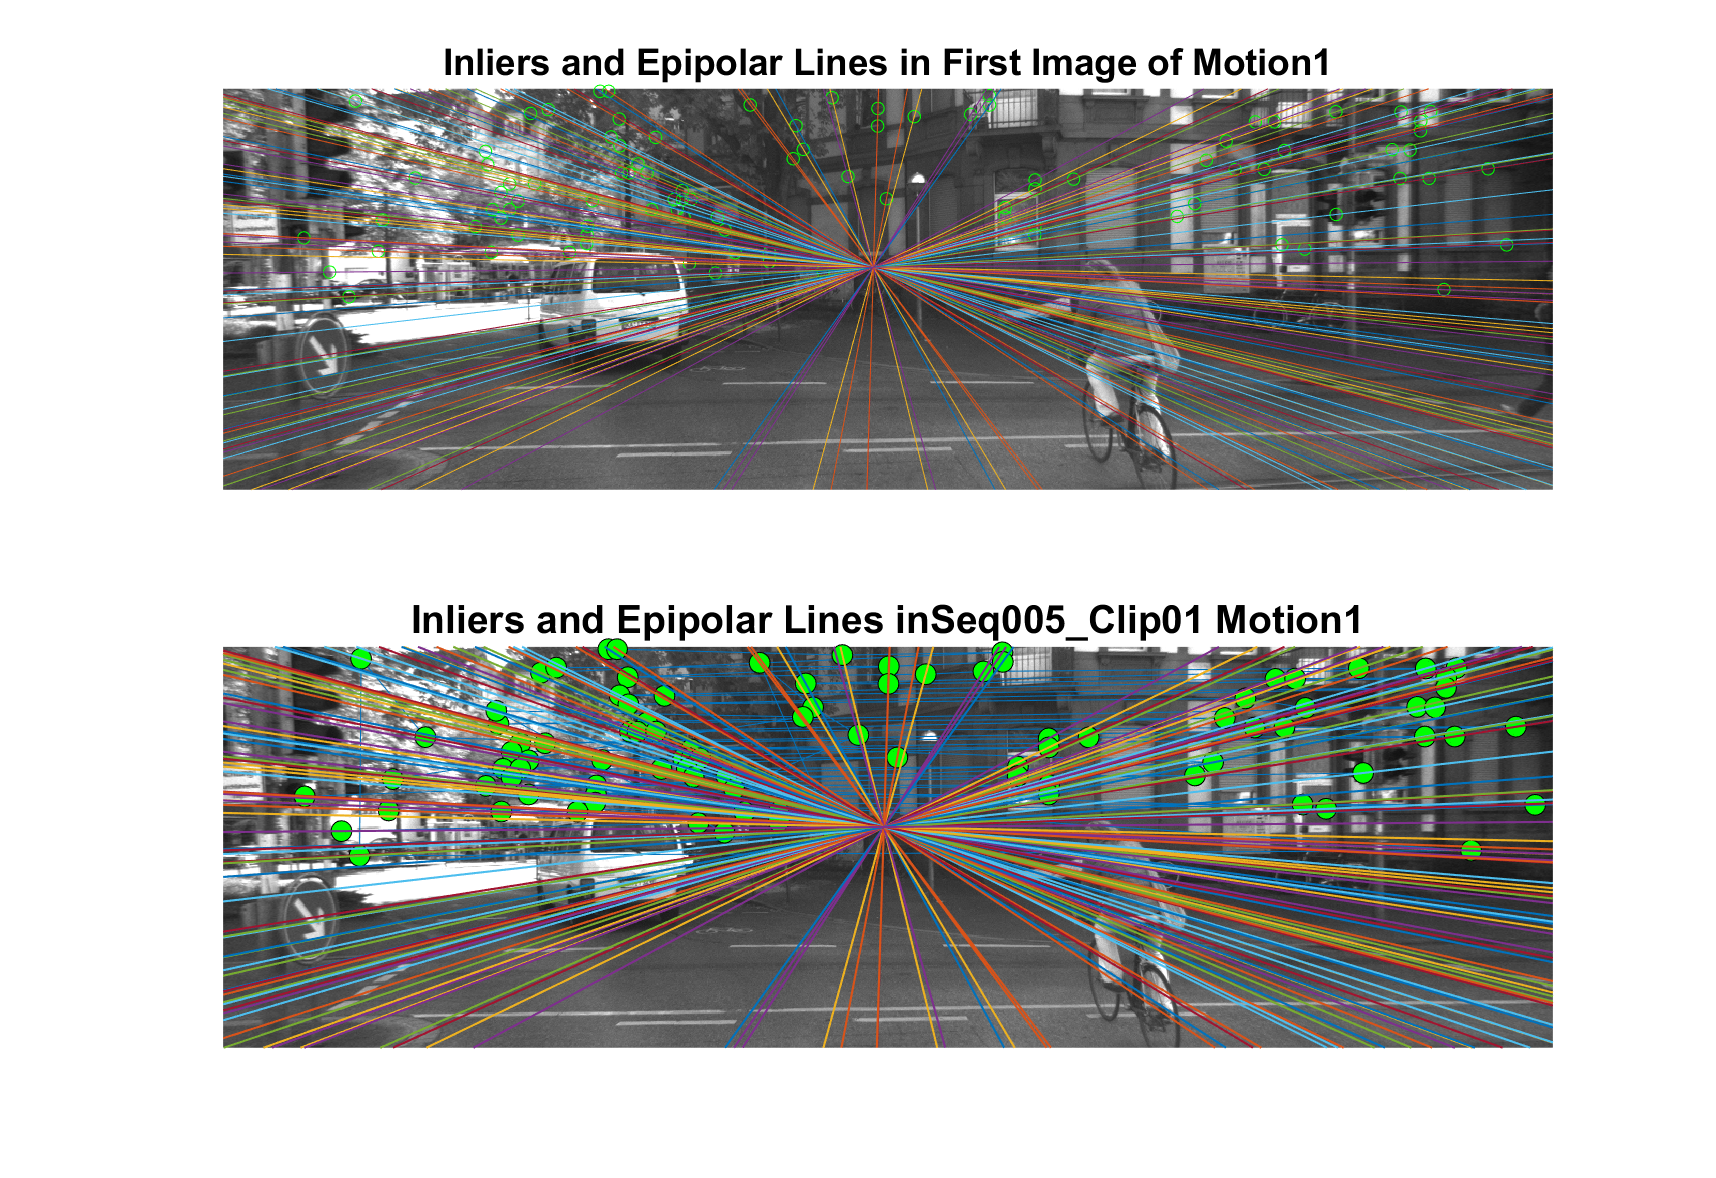 Inliers and Epipolar Lines in First Image of Motion1
Inliers and Epipolar Lines inSeq005_Clip01 Motion1